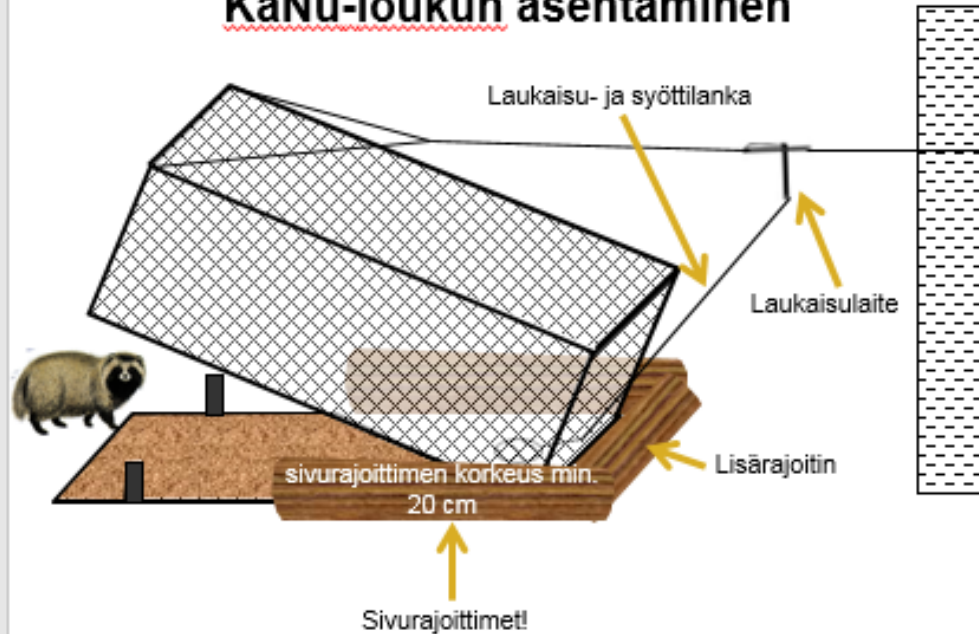 KaNu-loukun asentaminen
Laukaisu- ja syöttilanka
Laukaisulaite
Lisärajoitin
sivurajoittimen korkeus min.
20 cm
Sivurajoittimet!